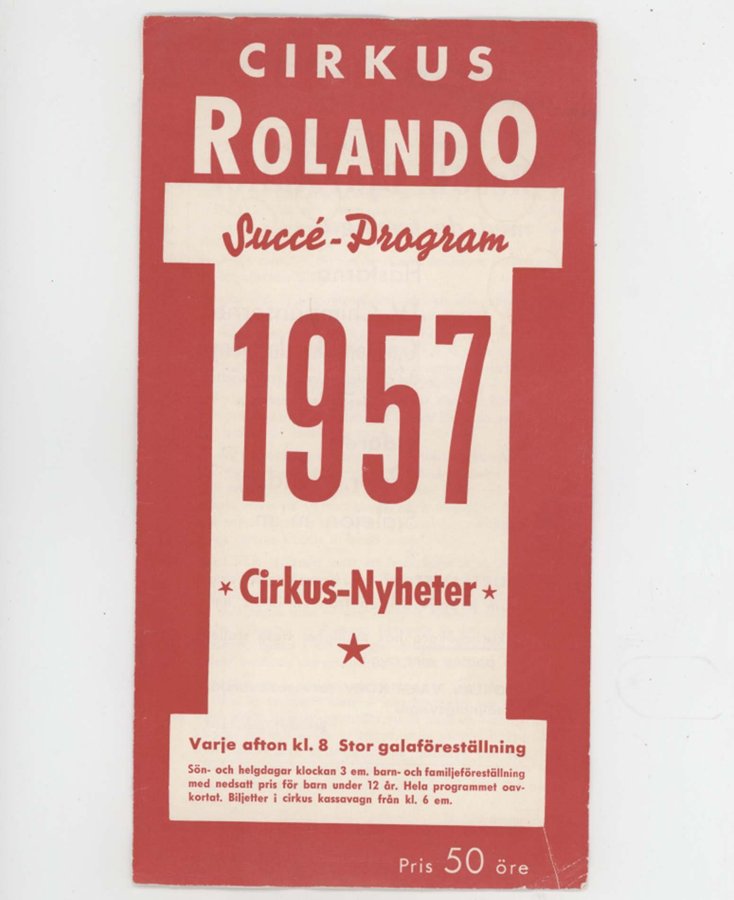 CIRKUS
ROLANDO
Succé-Program
1957
Cirkus-Nyheter
Varje afton kl. 8 Stor galaföreställning
Sön- och helgdagar klockan 3 em. barn- och familjeföreställning
med nedsatt pris för barn under 12 år. Hela programmet oav-
kortat. Biljetter i cirkus kassavagn från kl. 6 em.
Pris 50 öre